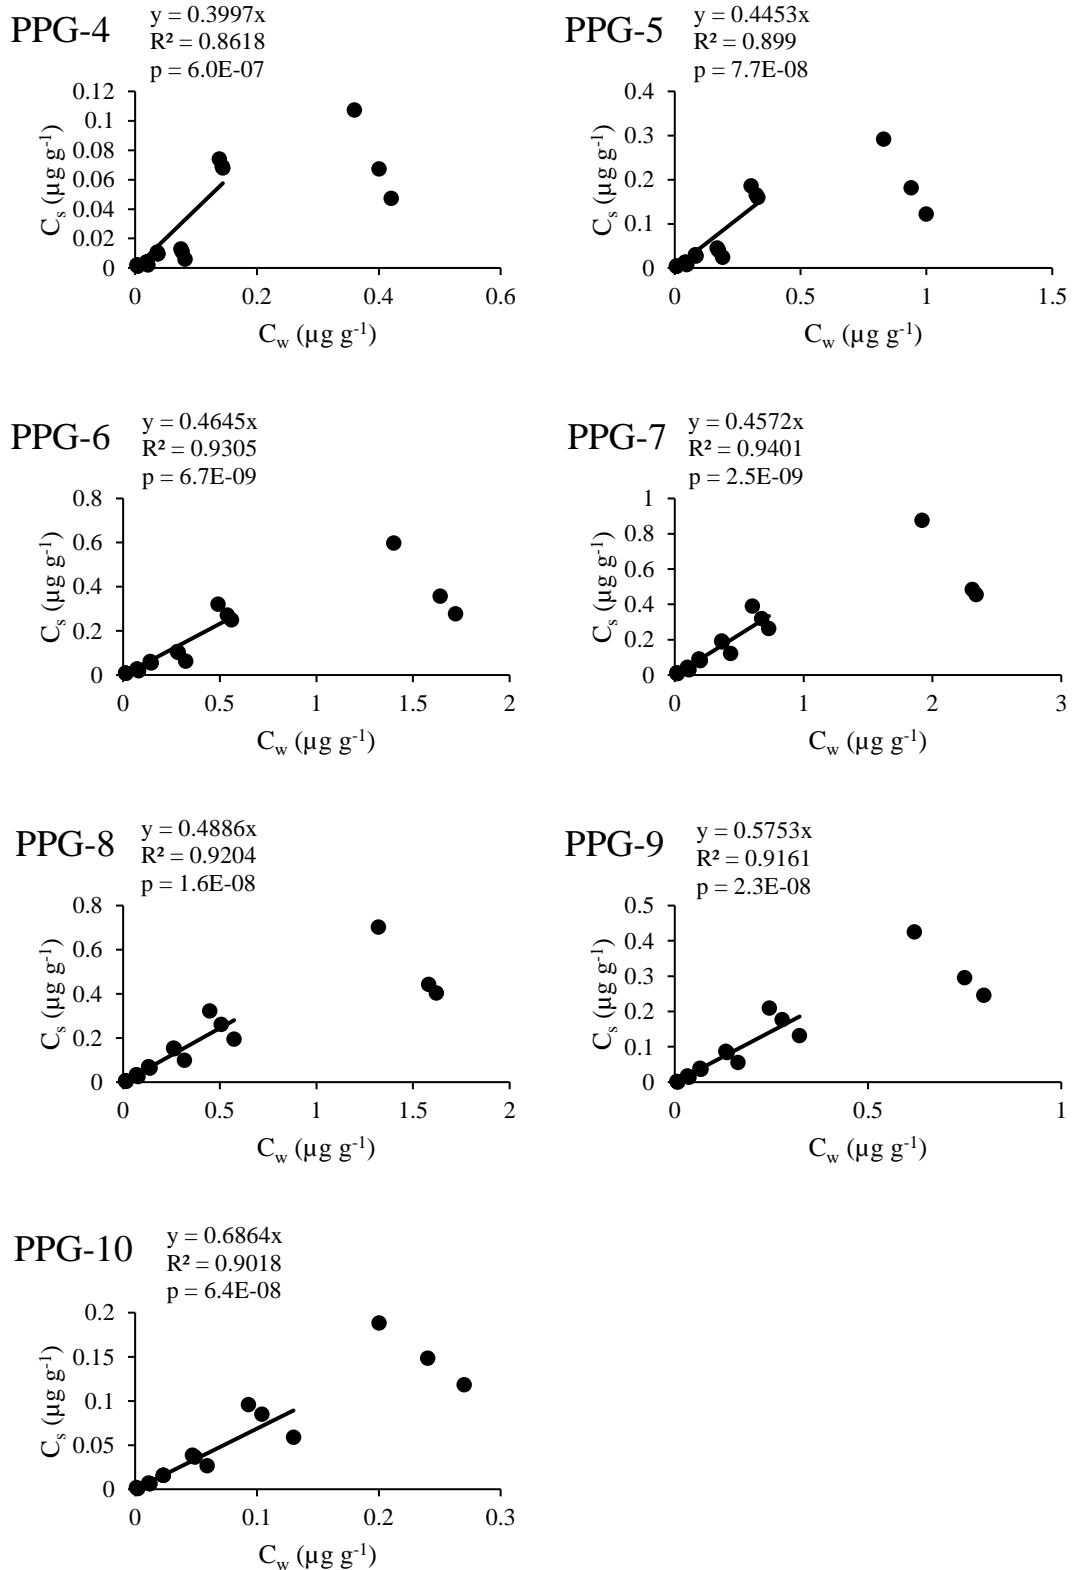 PPG-4
y = 0.3997x
R² = 0.8618
p = 6.0E-07
0.12
0.1
0.08
0.06
0.04
0.02
0
Cₛ (µg g⁻¹)
0 0.2 0.4 0.6
C_w (µg g⁻¹)
PPG-5
y = 0.4453x
R² = 0.899
p = 7.7E-08
0.4
0.3
0.2
0.1
0
Cₛ (µg g⁻¹)
0 0.5 1 1.5
C_w (µg g⁻¹)
PPG-6
y = 0.4645x
R² = 0.9305
p = 6.7E-09
0.8
0.6
0.4
0.2
0
Cₛ (µg g⁻¹)
0 0.5 1 1.5 2
C_w (µg g⁻¹)
PPG-7
y = 0.4572x
R² = 0.9401
p = 2.5E-09
1
0.8
0.6
0.4
0.2
0
Cₛ (µg g⁻¹)
0 1 2 3
C_w (µg g⁻¹)
PPG-8
y = 0.4886x
R² = 0.9204
p = 1.6E-08
0.8
0.6
0.4
0.2
0
Cₛ (µg g⁻¹)
0 0.5 1 1.5 2
C_w (µg g⁻¹)
PPG-9
y = 0.5753x
R² = 0.9161
p = 2.3E-08
0.5
0.4
0.3
0.2
0.1
0
Cₛ (µg g⁻¹)
0 0.5 1
C_w (µg g⁻¹)
PPG-10
y = 0.6864x
R² = 0.9018
p = 6.4E-08
0.2
0.15
0.1
0.05
0
Cₛ (µg g⁻¹)
0 0.1 0.2 0.3
C_w (µg g⁻¹)